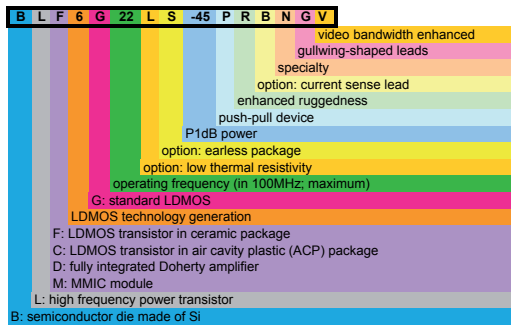 B L F 6 G 22 L S -45 P R B N G V
video bandwidth enhanced
gullwing-shaped leads
specialty
option: current sense lead
enhanced ruggedness
push-pull device
P1dB power
option: earless package
option: low thermal resistivity
operating frequency (in 100MHz; maximum)
G: standard LDMOS
LDMOS technology generation
F: LDMOS transistor in ceramic package
C: LDMOS transistor in air cavity plastic (ACP) package
D: fully integrated Doherty amplifier
M: MMIC module
L: high frequency power transistor
B: semiconductor die made of Si